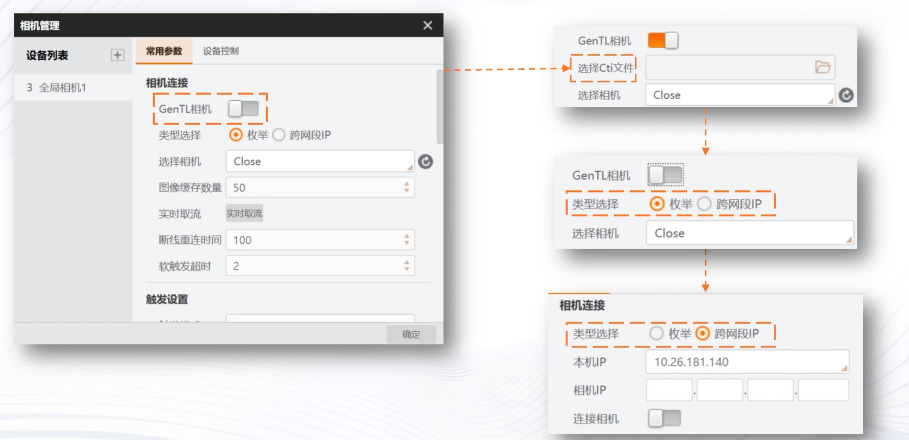 相机管理
设备列表
常用参数 设备控制
3 全局相机1
相机连接
GenTL相机
类型选择 枚举 跨网段IP
选择相机 Close
图像缓存数量 50
实时取流 实时取流
断线重连时间 100
软触发超时 2
触发设置
确定
GenTL相机
选择Cti文件
选择相机 Close
GenTL相机
类型选择 枚举 跨网段IP
选择相机 Close
相机连接
类型选择 枚举 跨网段IP
本机IP 10.26.181.140
相机IP . . .
连接相机